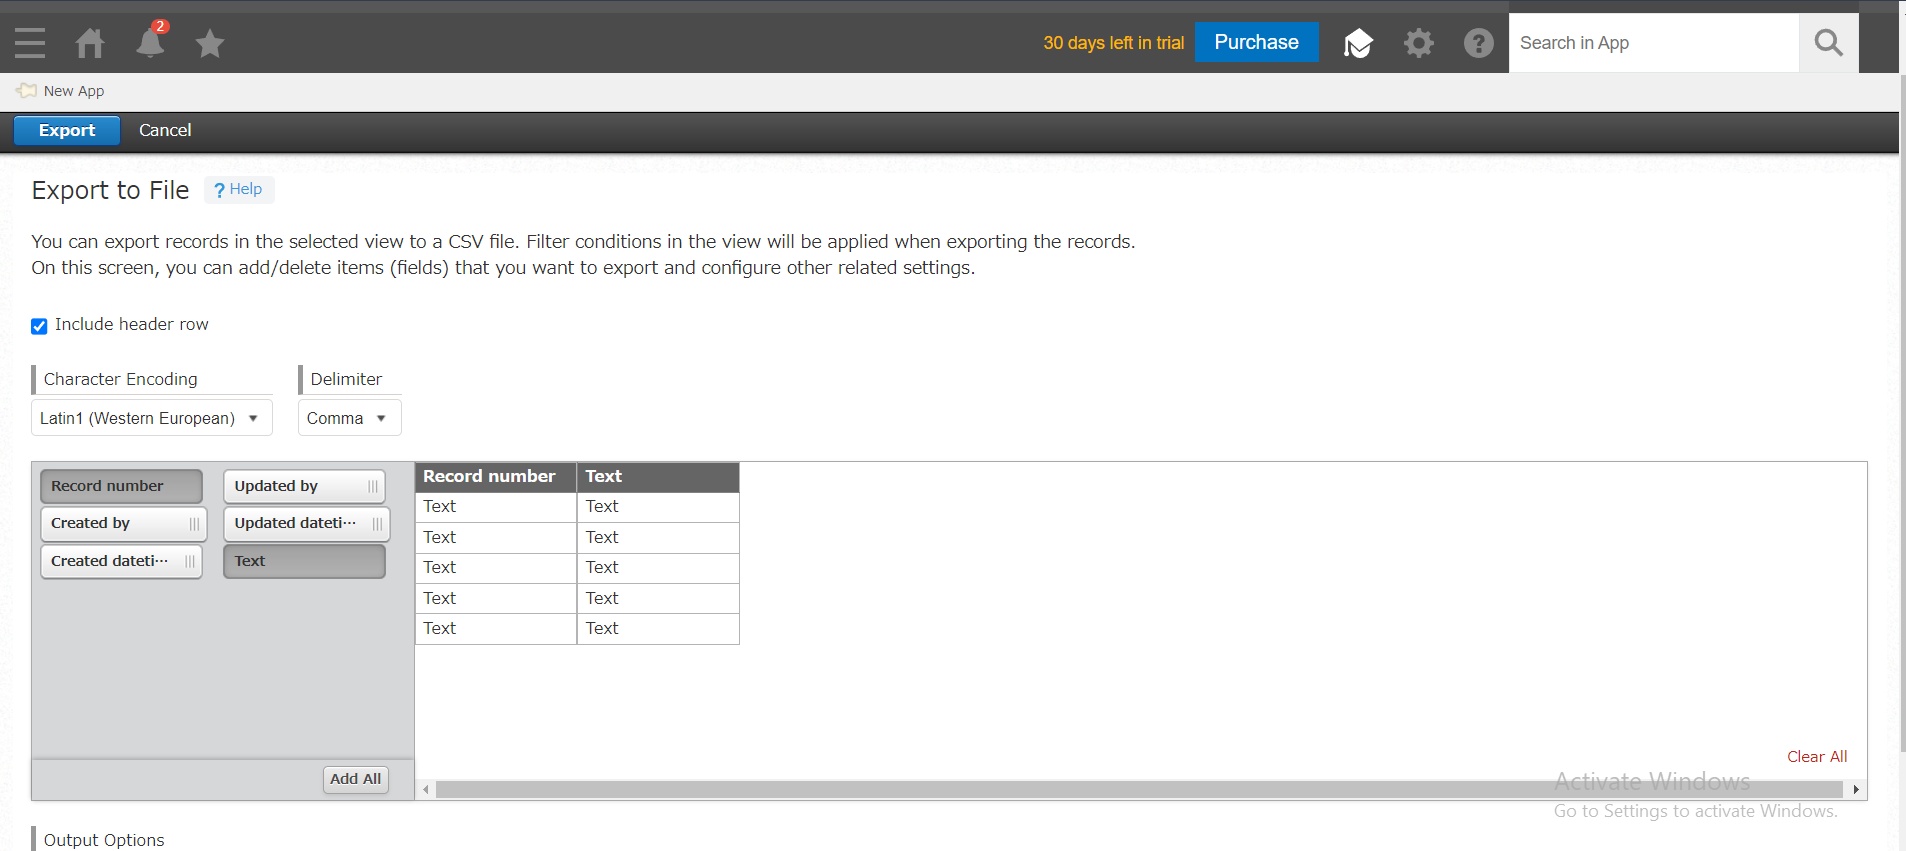 2
30 days left in trial
Purchase
?
Search in App
New App
Export
Cancel
Export to File
? Help
You can export records in the selected view to a CSV file. Filter conditions in the view will be applied when exporting the records.
On this screen, you can add/delete items (fields) that you want to export and configure other related settings.
Include header row
Character Encoding
Delimiter
Latin1 (Western European)
Comma
Record number
Updated by
Created by
Updated dateti···
Created dateti···
Text
Record number Text
Text Text
Text Text
Text Text
Text Text
Text Text
Add All
Clear All
Activate Windows
Go to Settings to activate Windows.
Output Options